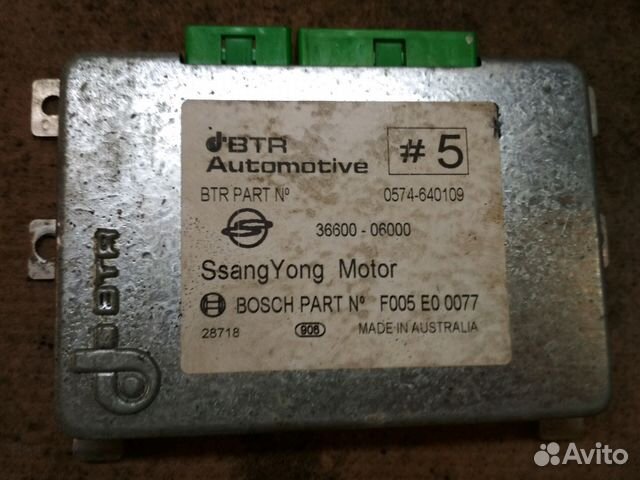 BTR
Automotive
# 5
BTR PART Nº 0574-640109
36600 - 06000
SsangYong Motor
BOSCH PART Nº F005 E0 0077
28718 906 MADE IN AUSTRALIA
BTR
Avito